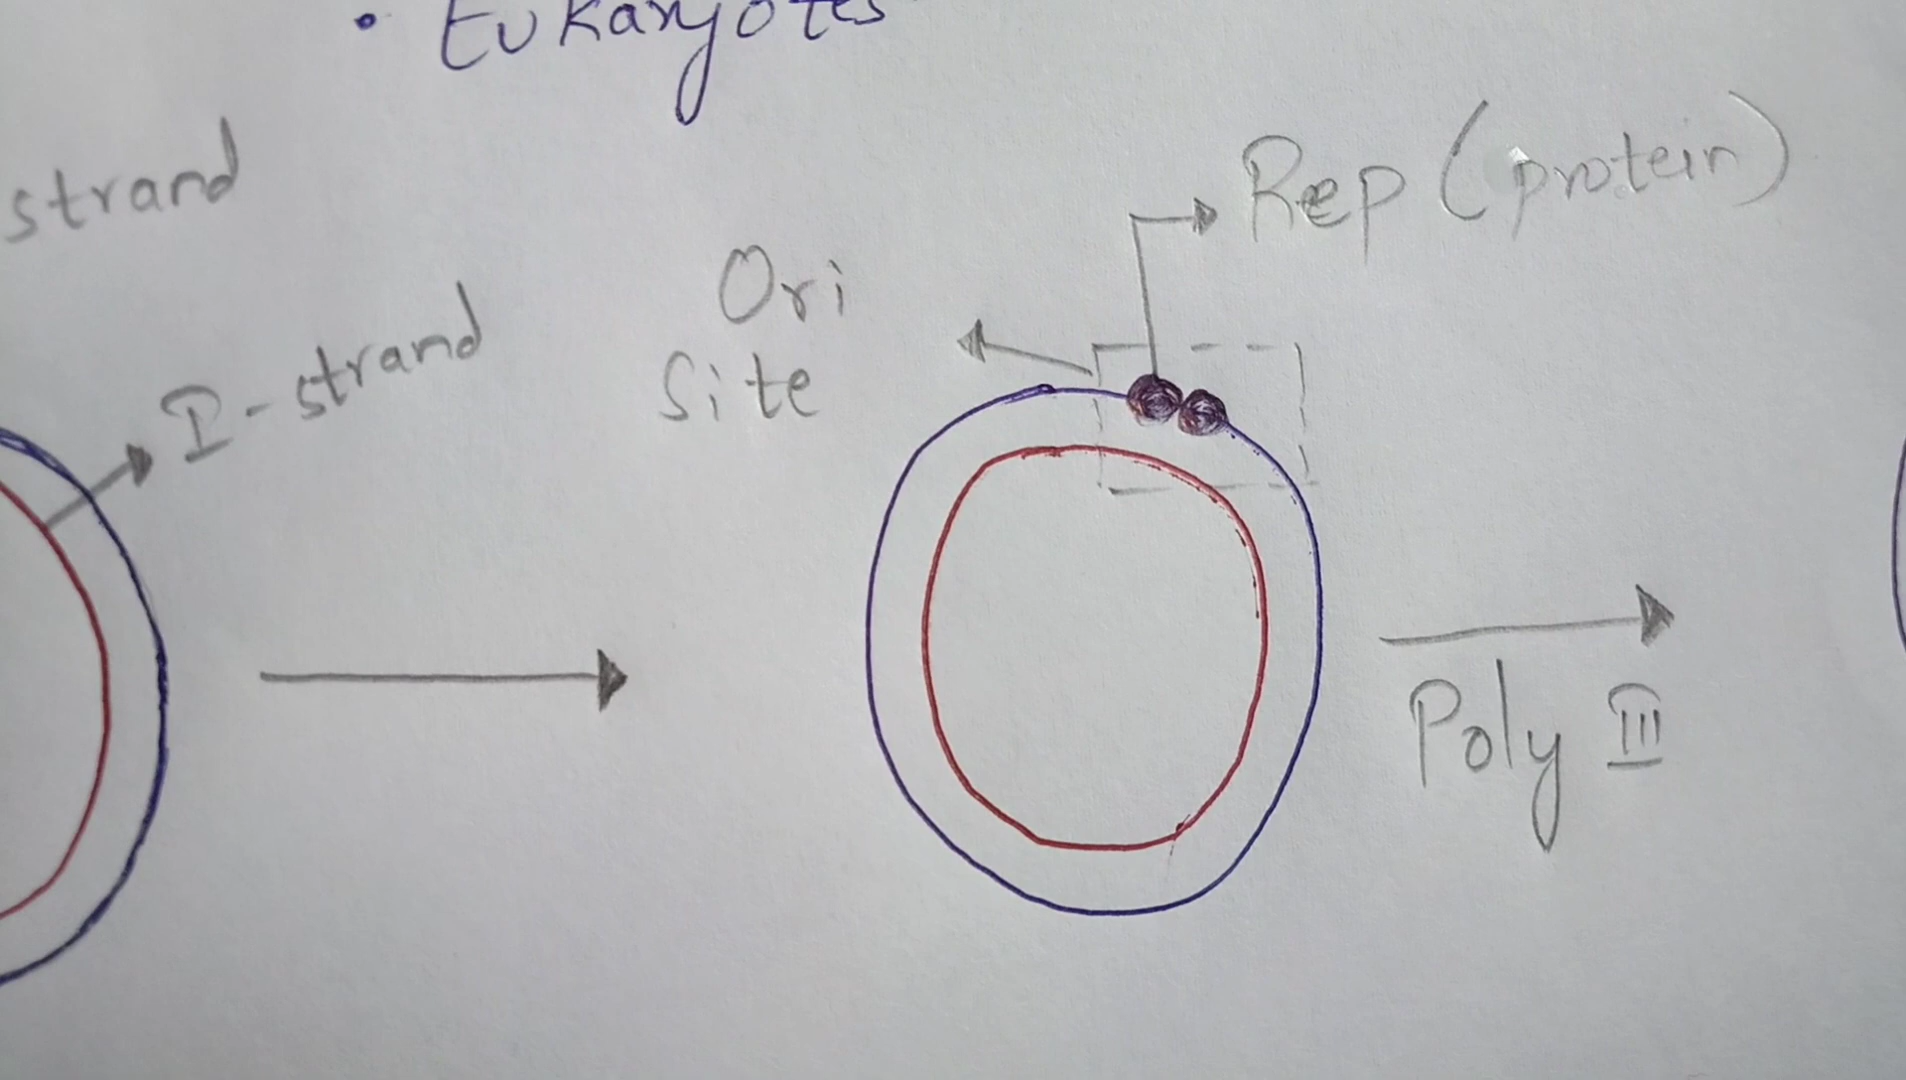 • Eukaryotes
strand
I-strand
Ori
Site
Rep (protein)
Poly III